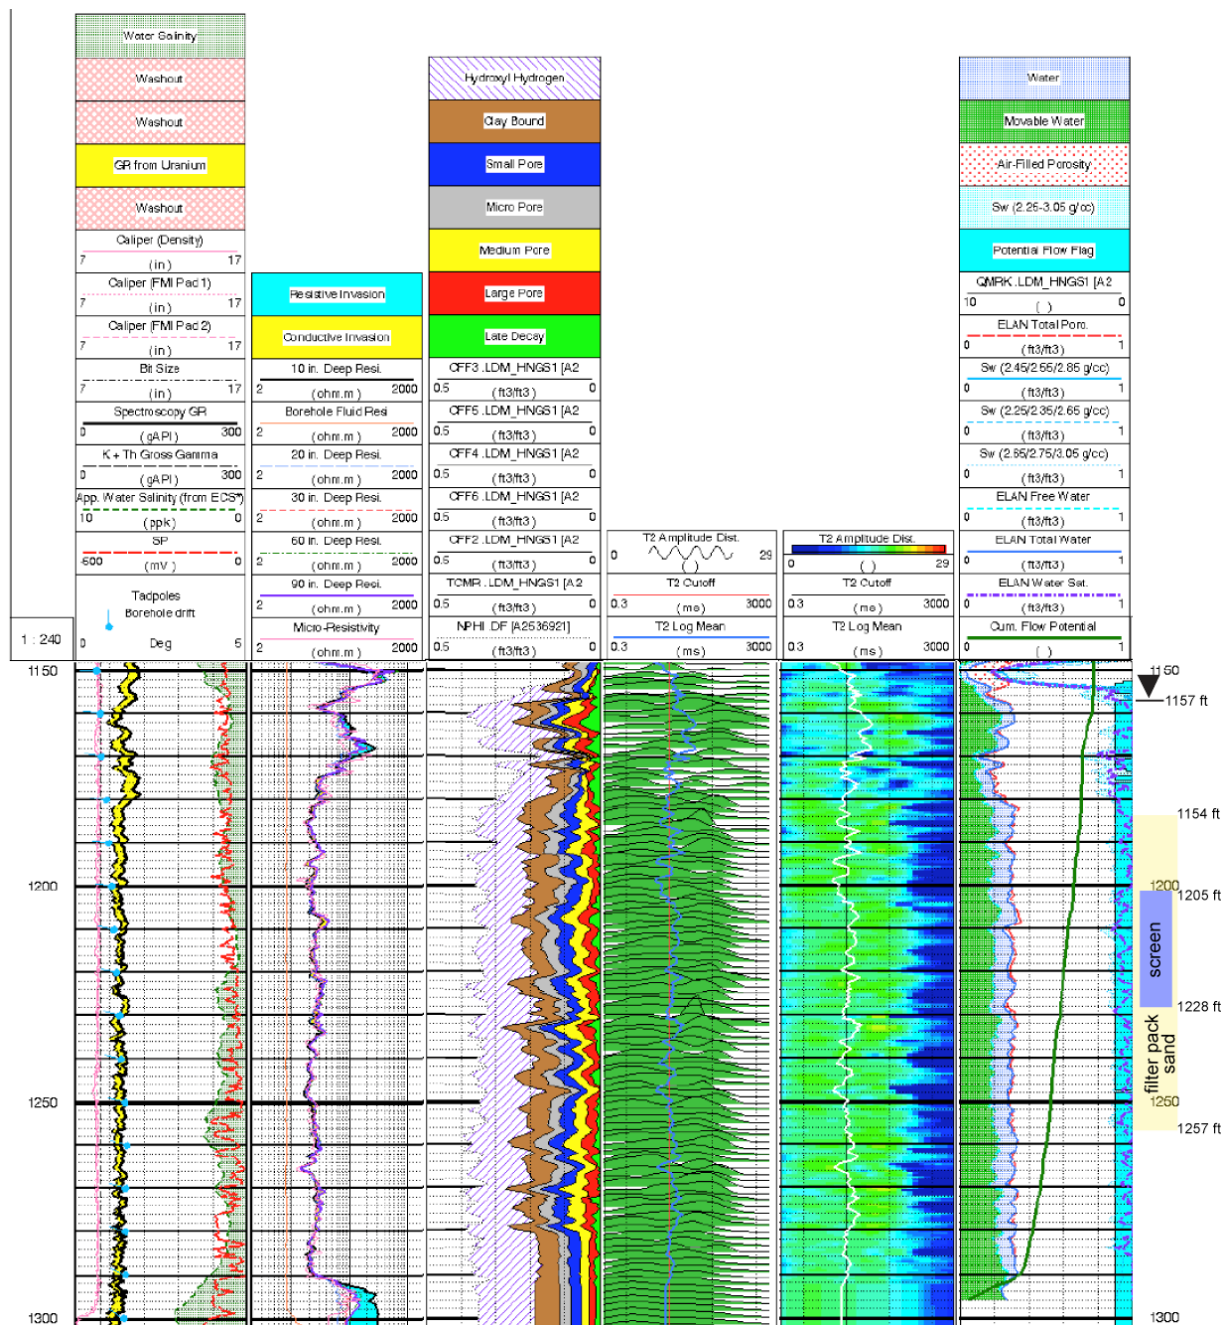 Water Salinity
Washout
Washout
GR from Uranium
Washout
Caliper (Density)
7 (in) 17
Caliper (FMI Pad 1)
7 (in) 17
Caliper (FMI Pad 2)
7 (in) 17
Bit Size
7 (in) 17
Spectroscopy GR
0 (gAPI) 300
K + Th Gross Gamma
0 (gAPI) 300
App. Water Salinity (from ECS*)
10 (ppk) 0
SP
-500 (mV) 0
Tadpoles
Borehole drift
0 Deg 5
1 : 240
Resistive Invasion
Conductive Invasion
10 in. Deep Resi.
2 (ohm.m) 2000
Borehole Fluid Resi
2 (ohm.m) 2000
20 in. Deep Resi.
2 (ohm.m) 2000
30 in. Deep Resi.
2 (ohm.m) 2000
60 in. Deep Resi.
2 (ohm.m) 2000
90 in. Deep Resi.
2 (ohm.m) 2000
Micro-Resistivity
2 (ohm.m) 2000
Hydroxyl Hydrogen
Clay Bound
Small Pore
Micro Pore
Medium Pore
Large Pore
Late Decay
CFF3 .LDM_HNGS1 [A2
0.5 (ft3/ft3) 0
CFF5 .LDM_HNGS1 [A2
0.5 (ft3/ft3) 0
CFF4 .LDM_HNGS1 [A2
0.5 (ft3/ft3) 0
CFF6 .LDM_HNGS1 [A2
0.5 (ft3/ft3) 0
CFF2 .LDM_HNGS1 [A2
0.5 (ft3/ft3) 0
TCMR .LDM_HNGS1 [A2
0.5 (ft3/ft3) 0
NPHI_DF [A2536921]
0.5 (ft3/ft3) 0
T2 Amplitude Dist.
0 ( ) 29
T2 Cutoff
0.3 (ms) 3000
T2 Log Mean
0.3 (ms) 3000
T2 Amplitude Dist.
0 ( ) 29
T2 Cutoff
0.3 (ms) 3000
T2 Log Mean
0.3 (ms) 3000
Water
Movable Water
Air-Filled Porosity
Sw (2.25-3.05 g/cc)
Potential Flow Flag
QMRK .LDM_HNGS1 [A2
10 ( ) 0
ELAN Total Poro.
0 (ft3/ft3) 1
Sw (2.45/2.55/2.85 g/cc)
0 (ft3/ft3) 1
Sw (2.25/2.35/2.65 g/cc)
0 (ft3/ft3) 1
Sw (2.65/2.75/3.05 g/cc)
0 (ft3/ft3) 1
ELAN Free Water
0 (ft3/ft3) 1
ELAN Total Water
0 (ft3/ft3) 1
ELAN Water Sat.
0 (ft3/ft3) 1
Cum. Flow Potential
0 ( ) 1
1150
1200
1250
1300
1150
1157 ft
1154 ft
1200
1205 ft
screen
1228 ft
filter pack
sand
1250
1257 ft
1300